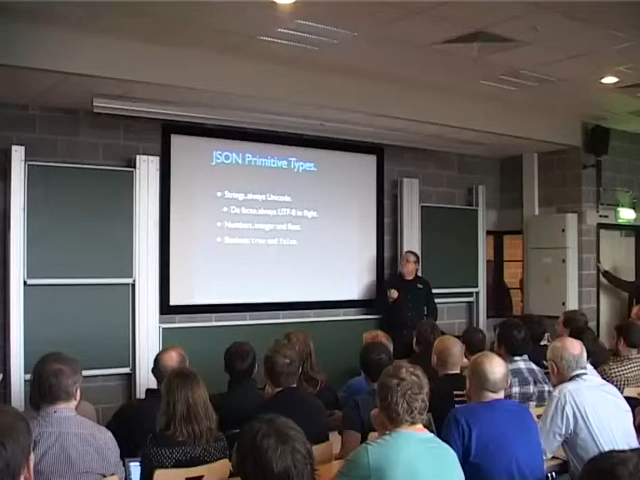 JSON Primitive Types.
Strings, always Unicode.
De facto, always UTF-8 in flight.
Numbers, integer and float.
Boolean: true and false.